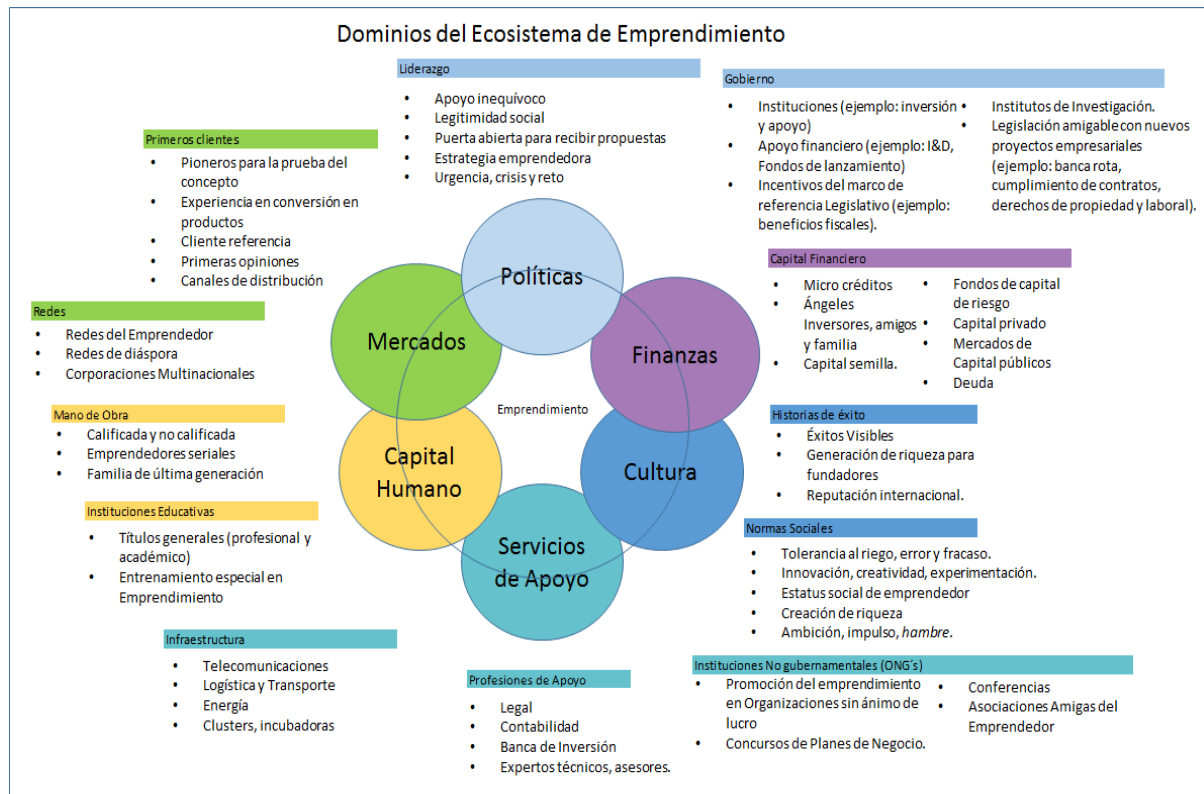 Dominios del Ecosistema de Emprendimiento
Liderazgo
• Apoyo inequívoco
• Legitimidad social
• Puerta abierta para recibir propuestas
• Estrategia emprendedora
• Urgencia, crisis y reto
Gobierno
• Instituciones (ejemplo: inversión
y apoyo)
• Apoyo financiero (ejemplo: I&D,
Fondos de lanzamiento)
• Incentivos del marco de
referencia Legislativo (ejemplo:
beneficios fiscales).
• Institutos de Investigación.
• Legislación amigable con nuevos
proyectos empresariales
(ejemplo: banca rota,
cumplimiento de contratos,
derechos de propiedad y laboral).
Primeros clientes
• Pioneros para la prueba del
concepto
• Experiencia en conversión en
productos
• Cliente referencia
• Primeras opiniones
• Canales de distribución
Capital Financiero
• Micro créditos
• Ángeles
Inversores, amigos
y familia
• Capital semilla.
• Fondos de capital
de riesgo
• Capital privado
• Mercados de
Capital públicos
• Deuda
Redes
• Redes del Emprendedor
• Redes de diáspora
• Corporaciones Multinacionales
Políticas
Mercados
Finanzas
Emprendimiento
Capital
Humano
Cultura
Servicios
de Apoyo
Mano de Obra
• Calificada y no calificada
• Emprendedores seriales
• Familia de última generación
Historias de éxito
• Éxitos Visibles
• Generación de riqueza para
fundadores
• Reputación internacional.
Instituciones Educativas
• Títulos generales (profesional y
académico)
• Entrenamiento especial en
Emprendimiento
Normas Sociales
• Tolerancia al riego, error y fracaso.
• Innovación, creatividad, experimentación.
• Estatus social de emprendedor
• Creación de riqueza
• Ambición, impulso, hambre.
Infraestructura
• Telecomunicaciones
• Logística y Transporte
• Energía
• Clusters, incubadoras
Profesiones de Apoyo
• Legal
• Contabilidad
• Banca de Inversión
• Expertos técnicos, asesores.
Instituciones No gubernamentales (ONG´s)
• Promoción del emprendimiento
en Organizaciones sin ánimo de
lucro
• Concursos de Planes de Negocio.
• Conferencias
• Asociaciones Amigas del
Emprendedor